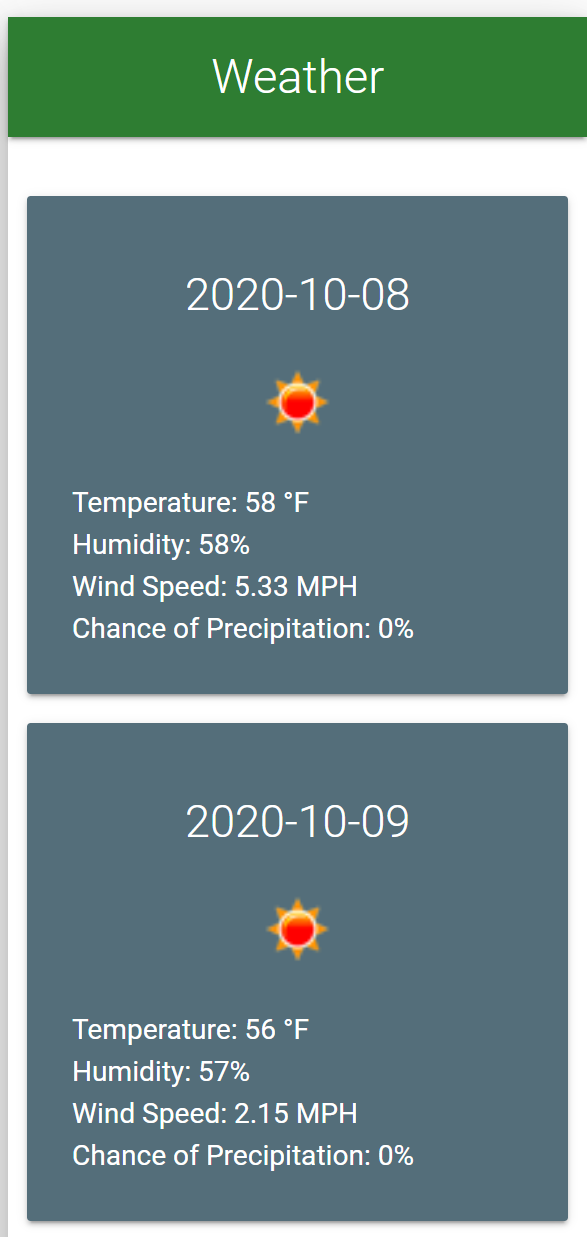 Weather
2020-10-08
Temperature: 58 °F
Humidity: 58%
Wind Speed: 5.33 MPH
Chance of Precipitation: 0%
2020-10-09
Temperature: 56 °F
Humidity: 57%
Wind Speed: 2.15 MPH
Chance of Precipitation: 0%